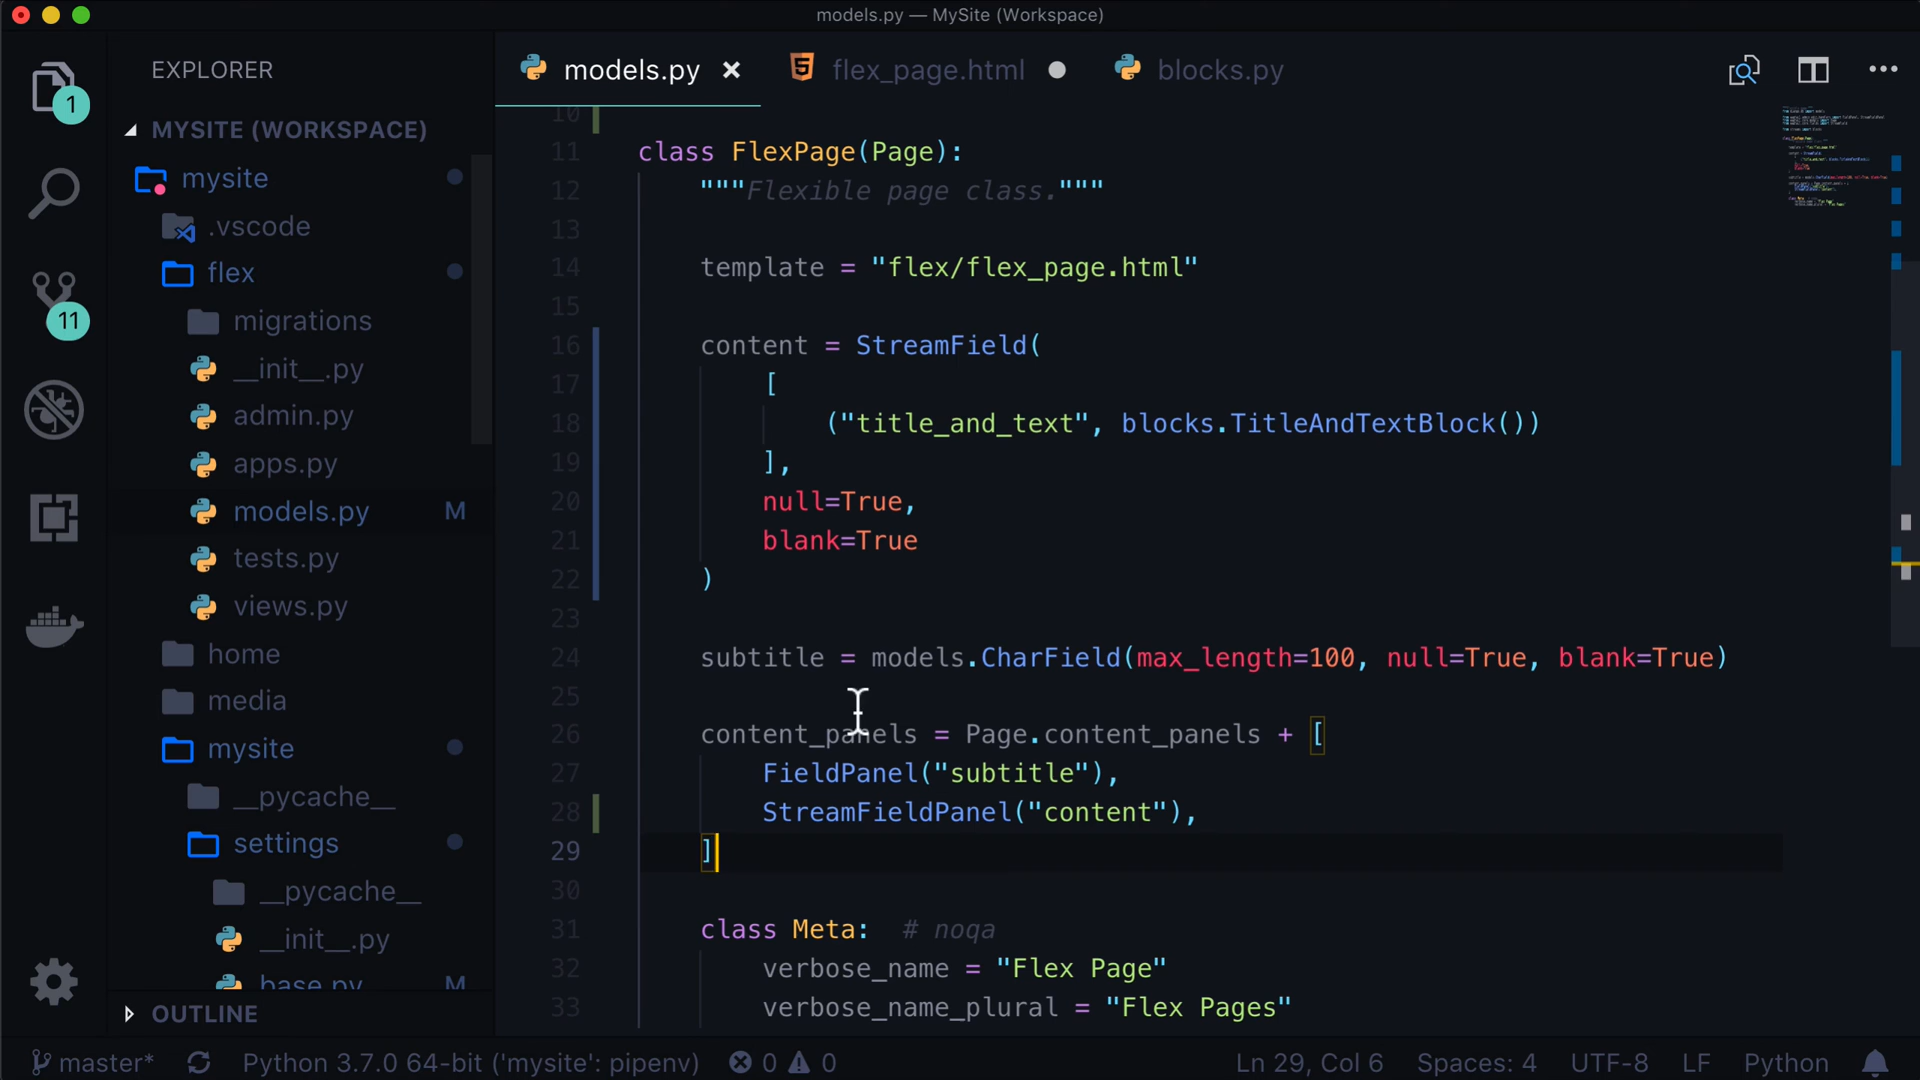 models.py — MySite (Workspace)
EXPLORER
models.py
flex_page.html
blocks.py
1
MYSITE (WORKSPACE)
mysite
.vscode
flex
migrations
__init__.py
admin.py
apps.py
models.py M
tests.py
views.py
home
media
mysite
__pycache__
settings
__pycache__
__init__.py
base.py M
OUTLINE
11
10
11 class FlexPage(Page):
12 """Flexible page class."""
13
14 template = "flex/flex_page.html"
15
16 content = StreamField(
17 [
18 ("title_and_text", blocks.TitleAndTextBlock())
19 ],
20 null=True,
21 blank=True
22 )
23
24 subtitle = models.CharField(max_length=100, null=True, blank=True)
25
26 content_panels = Page.content_panels + [
27 FieldPanel("subtitle"),
28 StreamFieldPanel("content"),
29 ]
30
31 class Meta: # noqa
32 verbose_name = "Flex Page"
33 verbose_name_plural = "Flex Pages"
master* Python 3.7.0 64-bit ('mysite': pipenv) 0 0 Ln 29, Col 6 Spaces: 4 UTF-8 LF Python